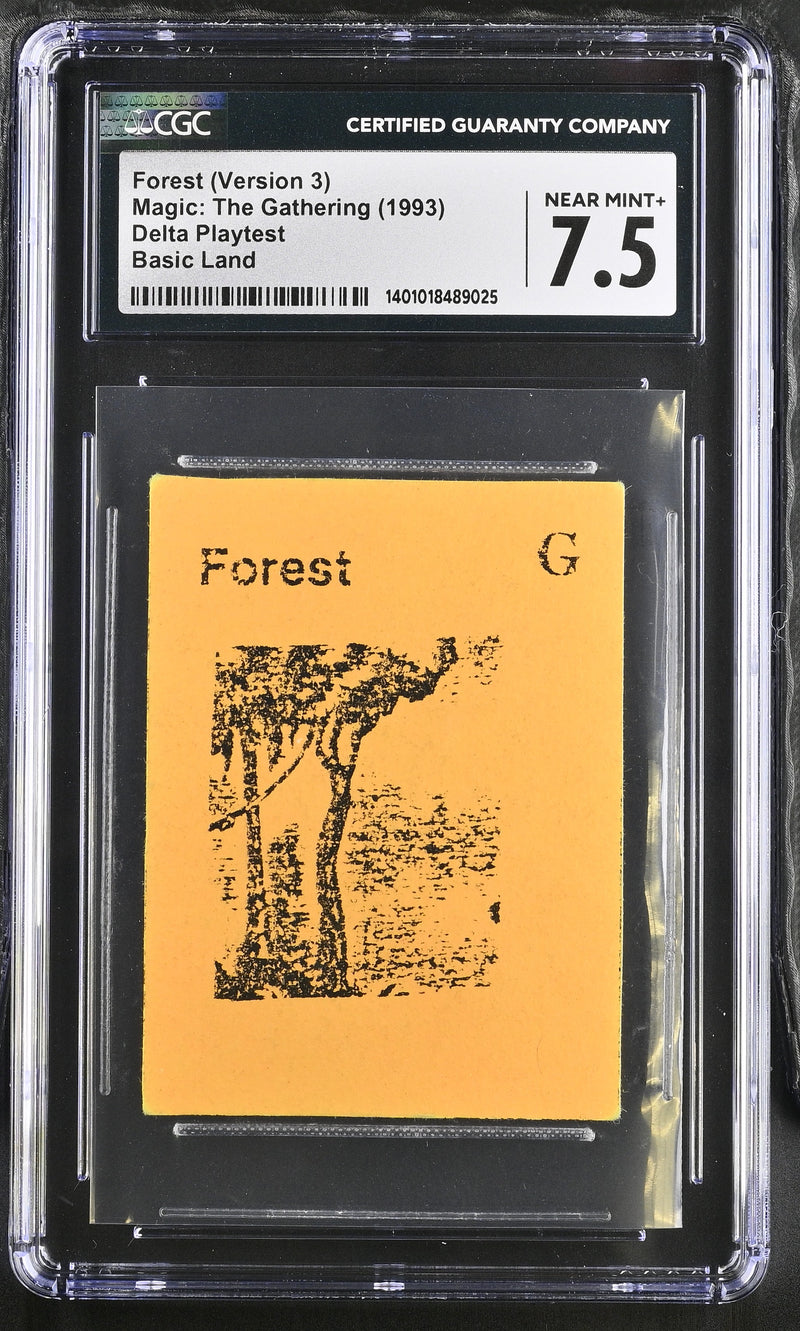 CGC
CERTIFIED GUARANTY COMPANY
Forest (Version 3)
Magic: The Gathering (1993)
Delta Playtest
Basic Land
1401018489025
NEAR MINT+
7.5
Forest
G